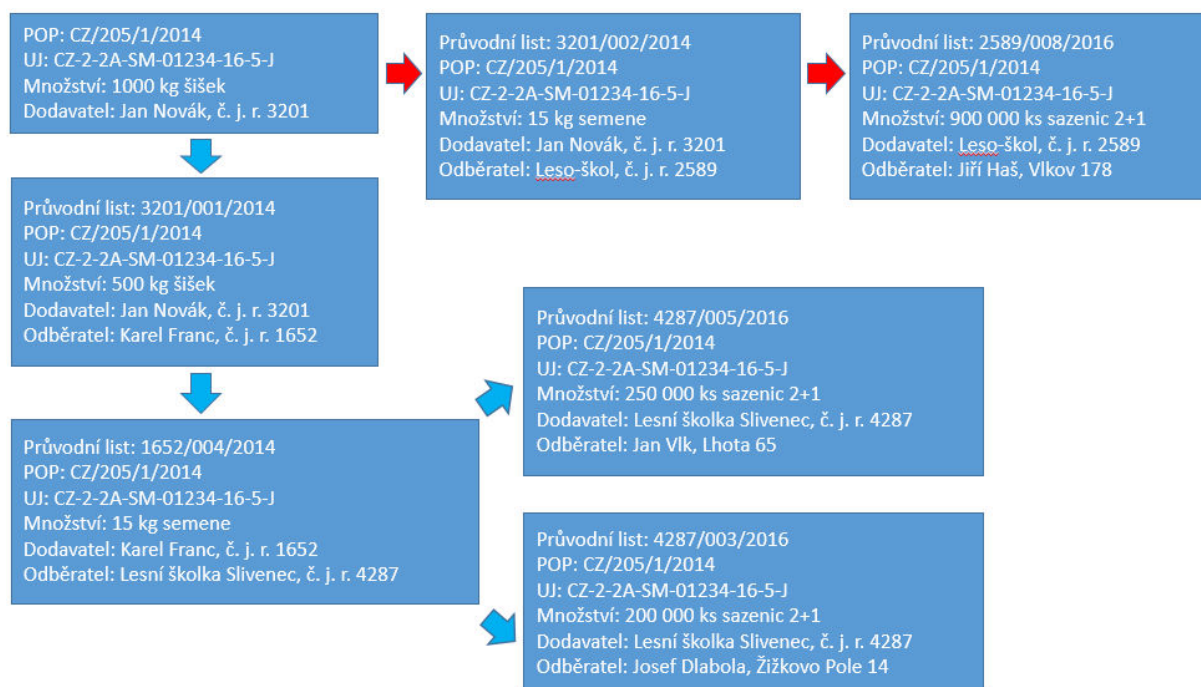 POP: CZ/205/1/2014
UJ: CZ-2-2A-SM-01234-16-5-J
Množství: 1000 kg šišek
Dodavatel: Jan Novák, č. j. r. 3201
Průvodní list: 3201/002/2014
POP: CZ/205/1/2014
UJ: CZ-2-2A-SM-01234-16-5-J
Množství: 15 kg semene
Dodavatel: Jan Novák, č. j. r. 3201
Odběratel: Leso-škol, č. j. r. 2589
Průvodní list: 2589/008/2016
POP: CZ/205/1/2014
UJ: CZ-2-2A-SM-01234-16-5-J
Množství: 900 000 ks sazenic 2+1
Dodavatel: Leso-škol, č. j. r. 2589
Odběratel: Jiří Haš, Vlkov 178
Průvodní list: 3201/001/2014
POP: CZ/205/1/2014
UJ: CZ-2-2A-SM-01234-16-5-J
Množství: 500 kg šišek
Dodavatel: Jan Novák, č. j. r. 3201
Odběratel: Karel Franc, č. j. r. 1652
Průvodní list: 1652/004/2014
POP: CZ/205/1/2014
UJ: CZ-2-2A-SM-01234-16-5-J
Množství: 15 kg semene
Dodavatel: Karel Franc, č. j. r. 1652
Odběratel: Lesní školka Slivenec, č. j. r. 4287
Průvodní list: 4287/005/2016
POP: CZ/205/1/2014
UJ: CZ-2-2A-SM-01234-16-5-J
Množství: 250 000 ks sazenic 2+1
Dodavatel: Lesní školka Slivenec, č. j. r. 4287
Odběratel: Jan Vlk, Lhota 65
Průvodní list: 4287/003/2016
POP: CZ/205/1/2014
UJ: CZ-2-2A-SM-01234-16-5-J
Množství: 200 000 ks sazenic 2+1
Dodavatel: Lesní školka Slivenec, č. j. r. 4287
Odběratel: Josef Dlabola, Žižkovo Pole 14